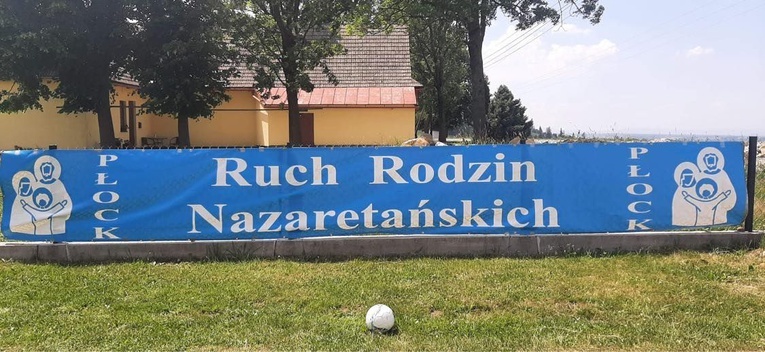 PŁOCK
Ruch Rodzin
Nazaretańskich
PŁOCK